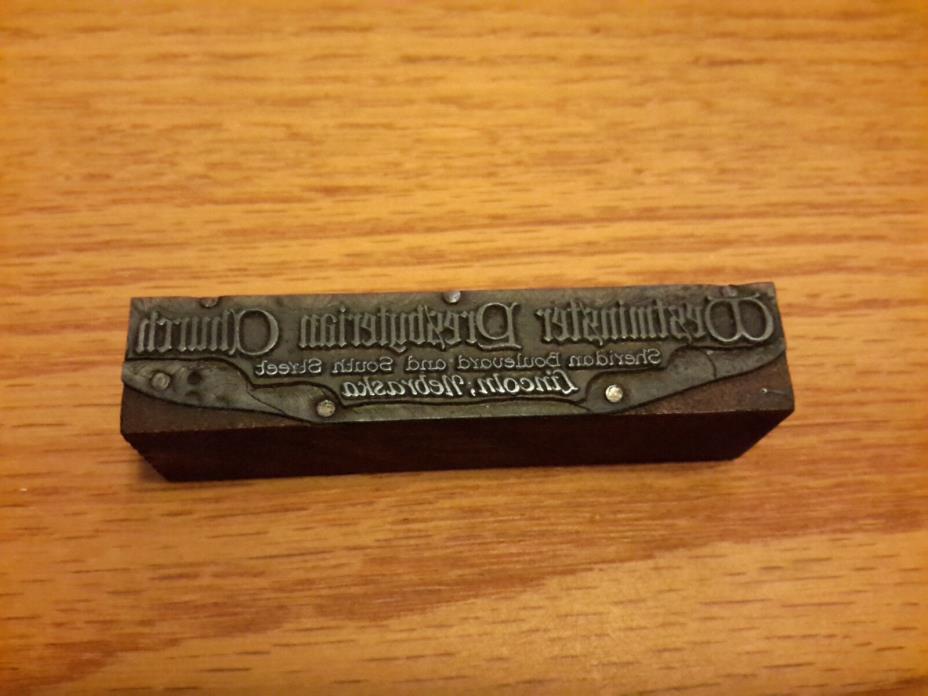 Westminster Presbyterian Church
Sheridan Boulevard and South Street
Lincoln, Nebraska